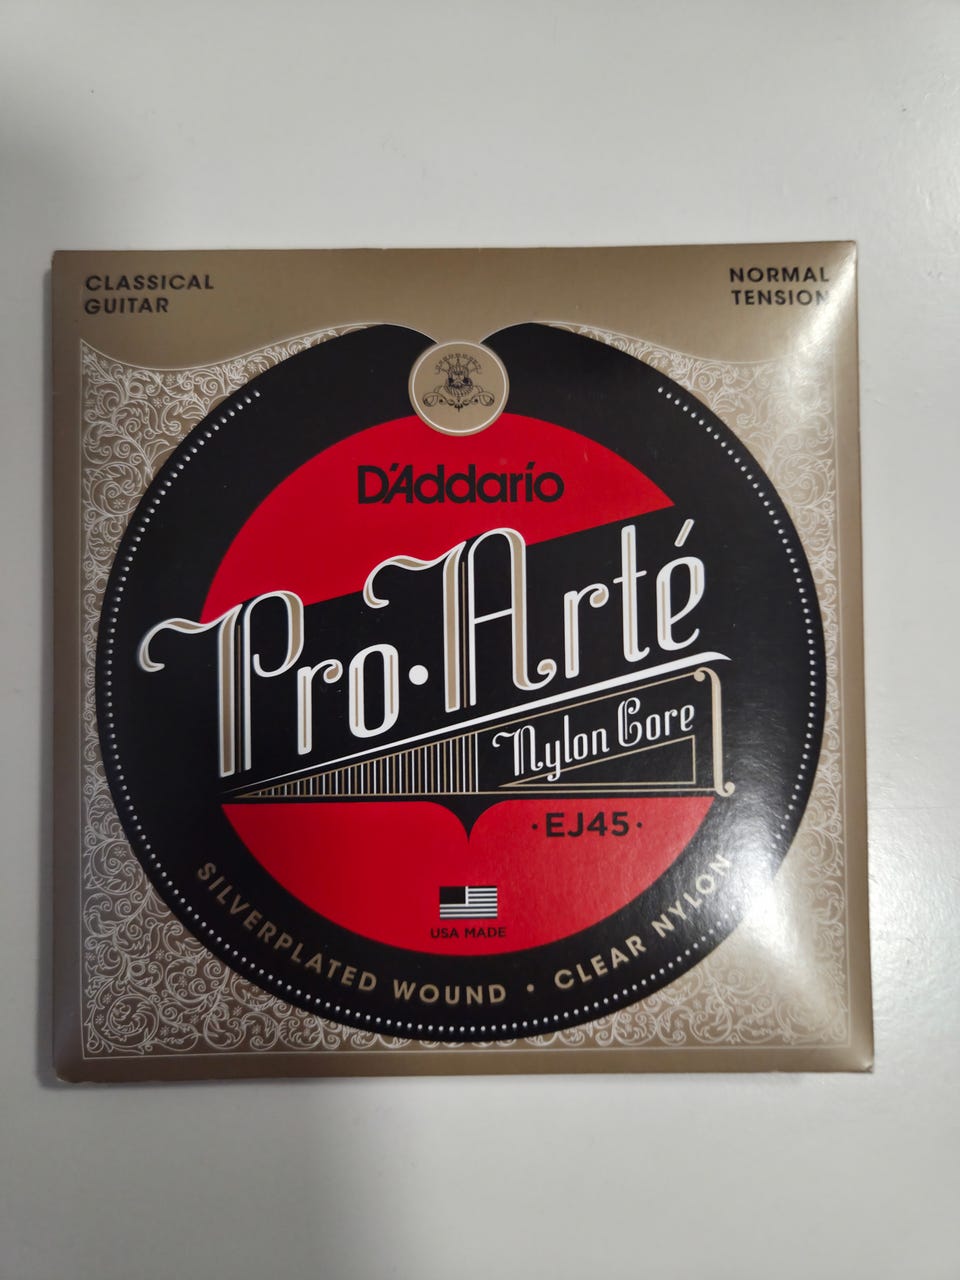 CLASSICAL
GUITAR
NORMAL
TENSION
D'Addario
Pro·Arté
Nylon Core
·EJ45·
USA MADE
SILVERPLATED WOUND • CLEAR NYLON